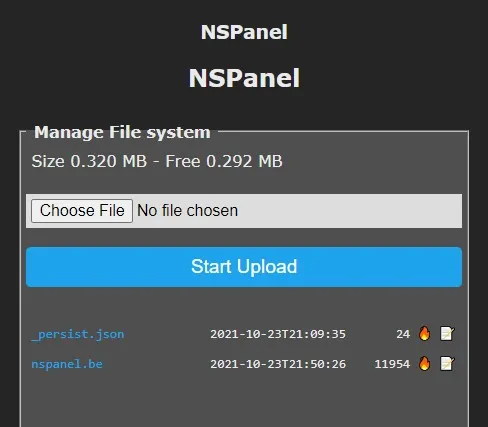 NSPanel
NSPanel
Manage File system
Size 0.320 MB - Free 0.292 MB
Choose File No file chosen
Start Upload
_persist.json 2021-10-23T21:09:35 24 🔥 📝
nspanel.be 2021-10-23T21:50:26 11954 🔥 📝